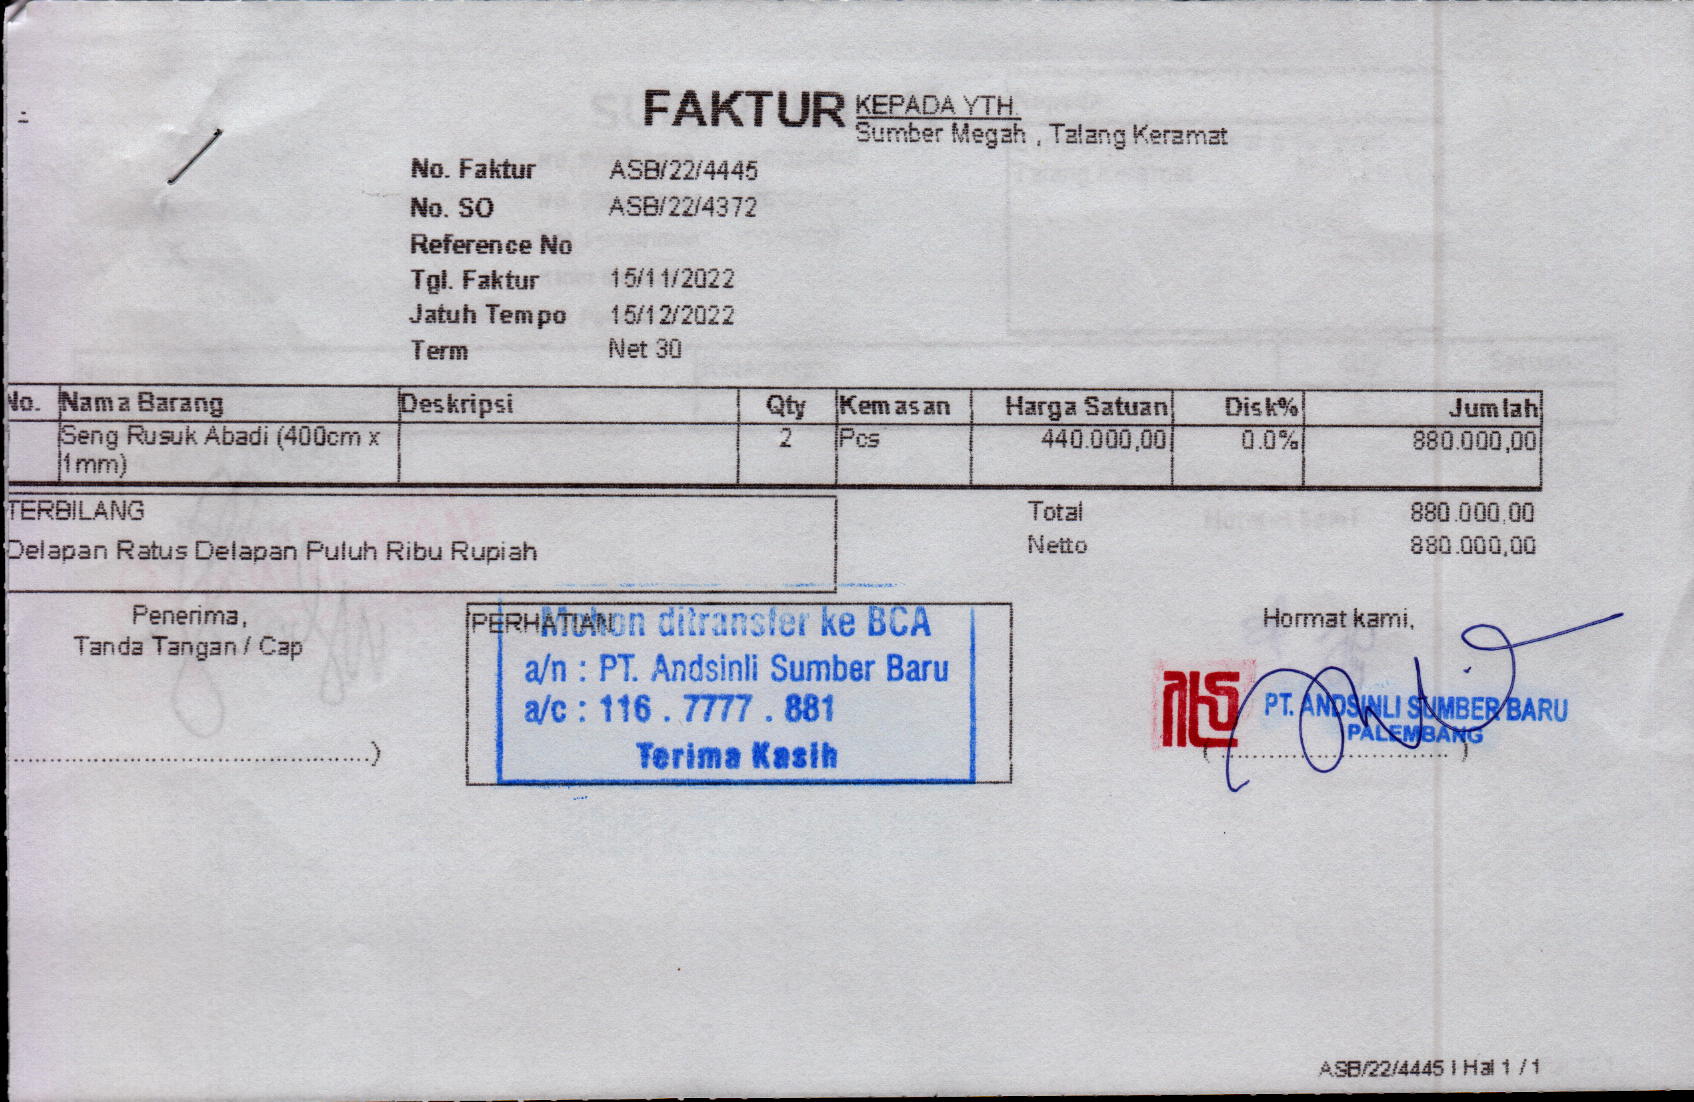 FAKTUR
KEPADA YTH.
Sumber Megah , Talang Keramat
No. Faktur ASB/22/4445
No. SO ASB/22/4372
Reference No
Tgl. Faktur 15/11/2022
Jatuh Tempo 15/12/2022
Term Net 30
No. Nama Barang Deskripsi Qty Kemasan Harga Satuan Disk% Jumlah
Seng Rusuk Abadi (400cm x 2 Pcs 440.000,00 0.0% 880.000,00
1mm)
TERBILANG
Delapan Ratus Delapan Puluh Ribu Rupiah
Total 880.000,00
Netto 880.000,00
Penerima,
Tanda Tangan / Cap
PERHATIAN
Mohon ditransfer ke BCA
a/n : PT. Andsinli Sumber Baru
a/c : 116 . 7777 . 881
Terima Kasih
Hormat kami,
PT. ANDSINLI SUMBER BARU
PALEMBANG
ASB/22/4445 | Hal 1 / 1